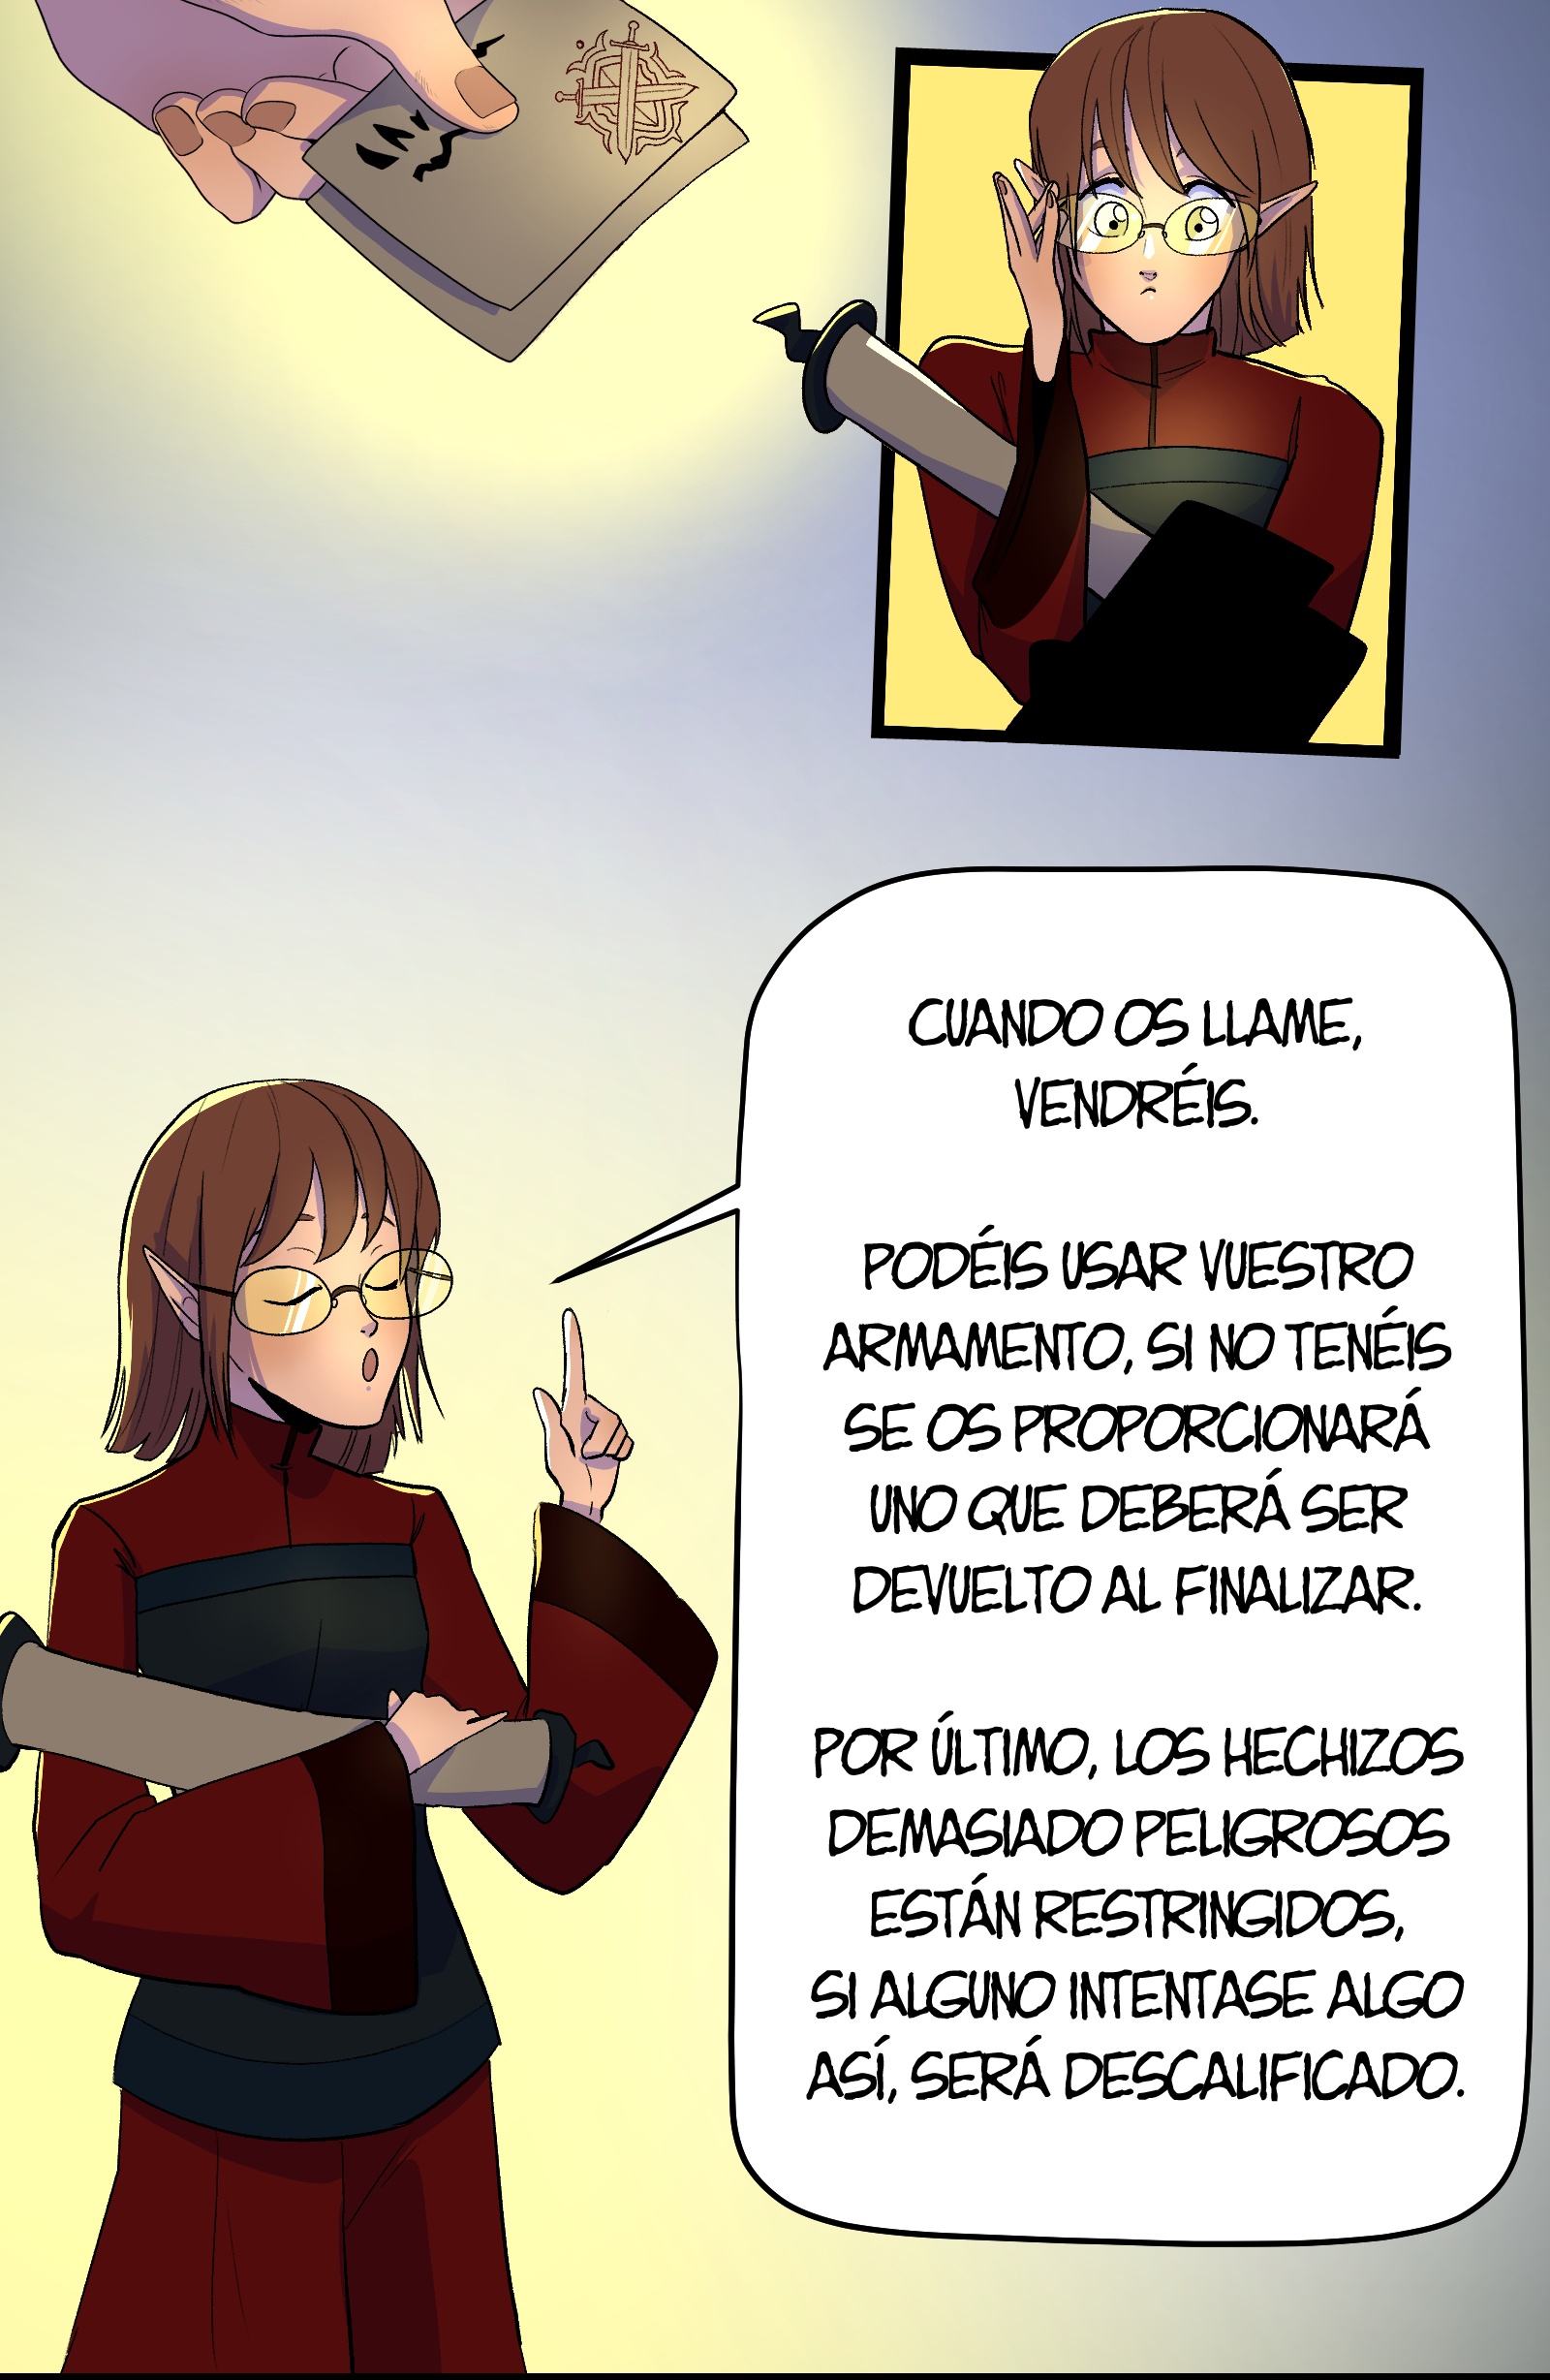 CUANDO OS LLAME,
VENDRÉIS.
PODÉIS USAR VUESTRO
ARMAMENTO, SI NO TENÉIS
SE OS PROPORCIONARÁ
UNO QUE DEBERÁ SER
DEVUELTO AL FINALIZAR.
POR ÚLTIMO, LOS HECHIZOS
DEMASIADO PELIGROSOS
ESTÁN RESTRINGIDOS,
SI ALGUNO INTENTASE ALGO
ASÍ, SERÁ DESCALIFICADO.